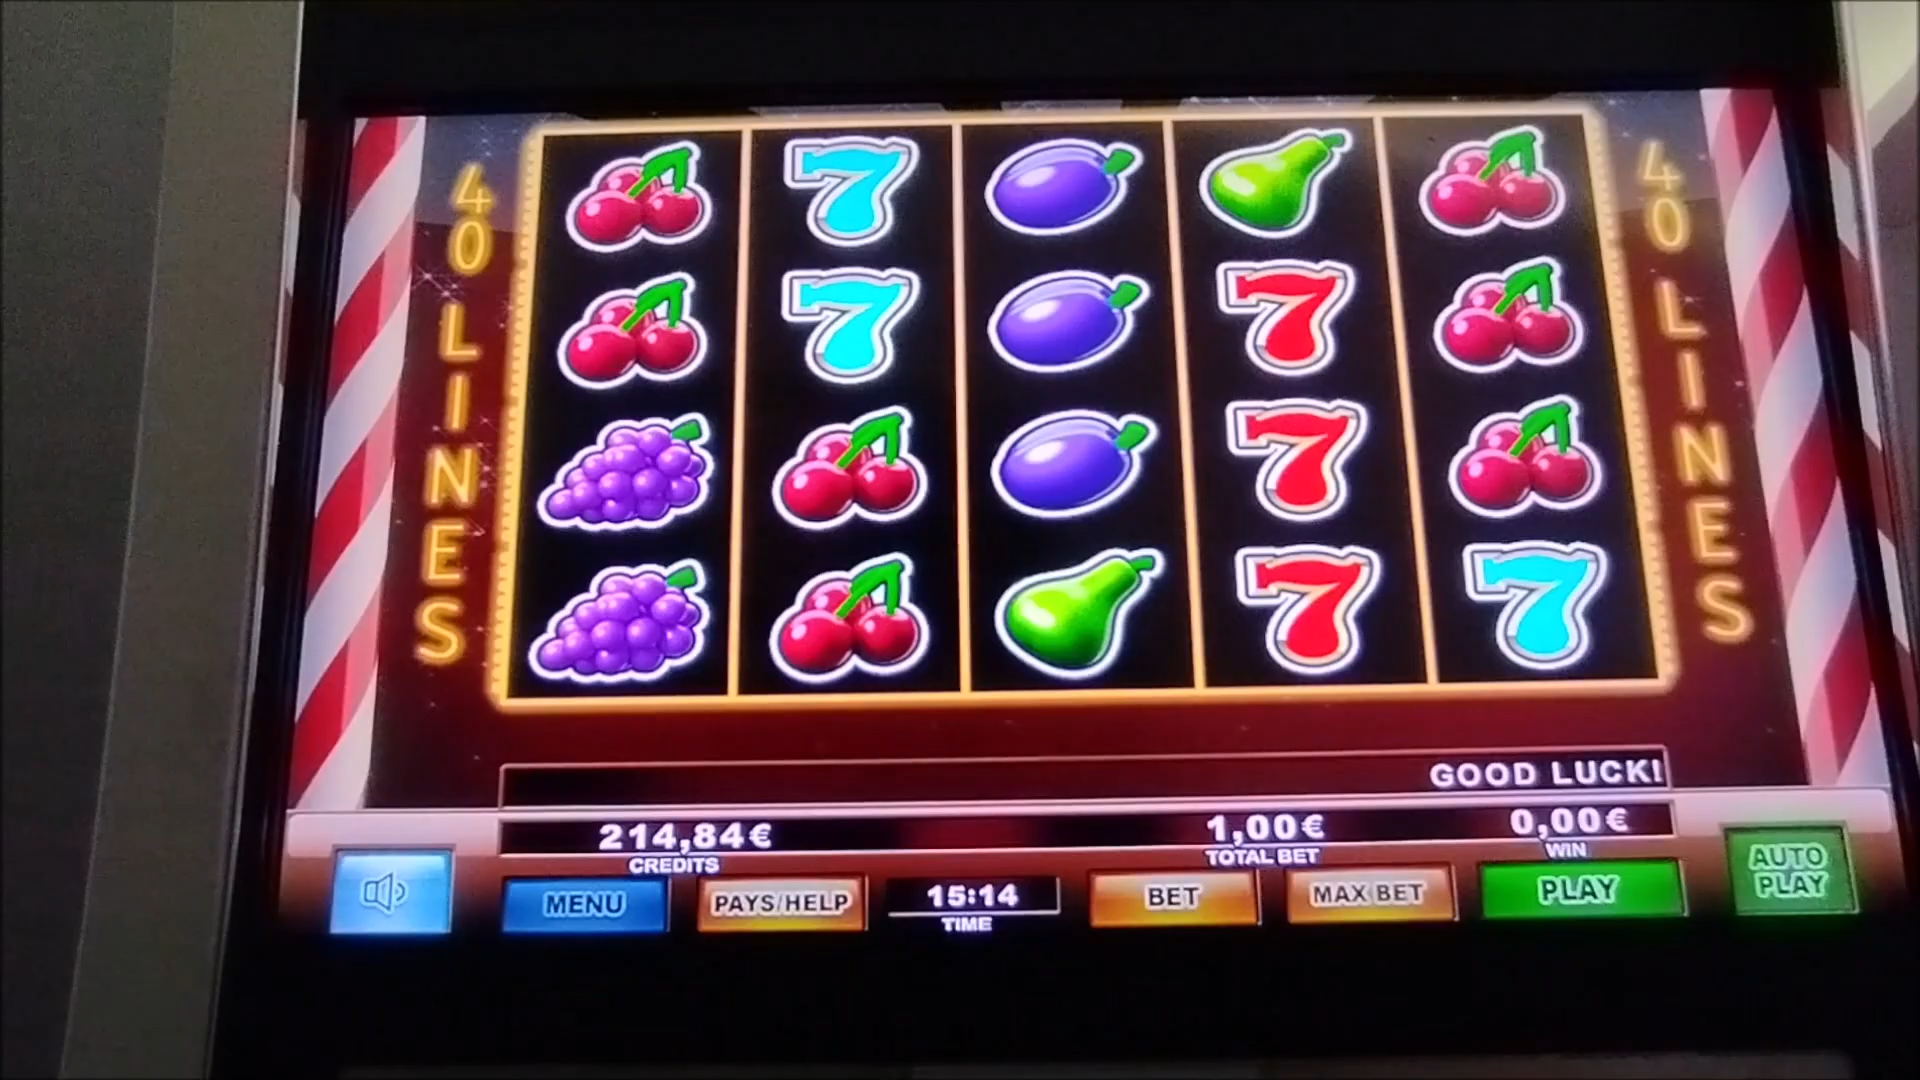 40 LINES
40 LINES
GOOD LUCK!
214,84€
CREDITS
1,00€
TOTAL BET
0,00€
WIN
MENU
PAYS/HELP
15:14
TIME
BET
MAX BET
PLAY
AUTO
PLAY